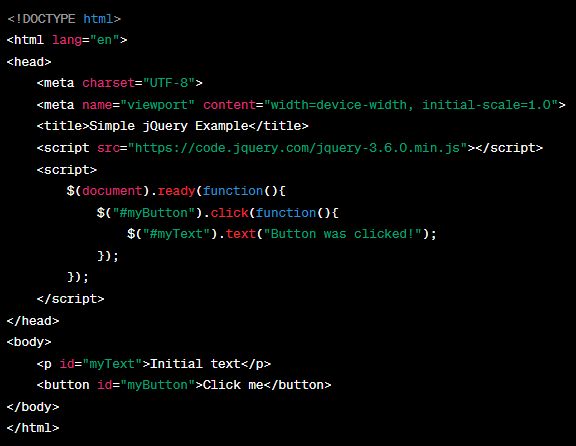 <!DOCTYPE html>
<html lang="en">
<head>
    <meta charset="UTF-8">
    <meta name="viewport" content="width=device-width, initial-scale=1.0">
    <title>Simple jQuery Example</title>
    <script src="https://code.jquery.com/jquery-3.6.0.min.js"></script>
    <script>
        $(document).ready(function(){
            $("#myButton").click(function(){
                $("#myText").text("Button was clicked!");
            });
        });
    </script>
</head>
<body>
    <p id="myText">Initial text</p>
    <button id="myButton">Click me</button>
</body>
</html>